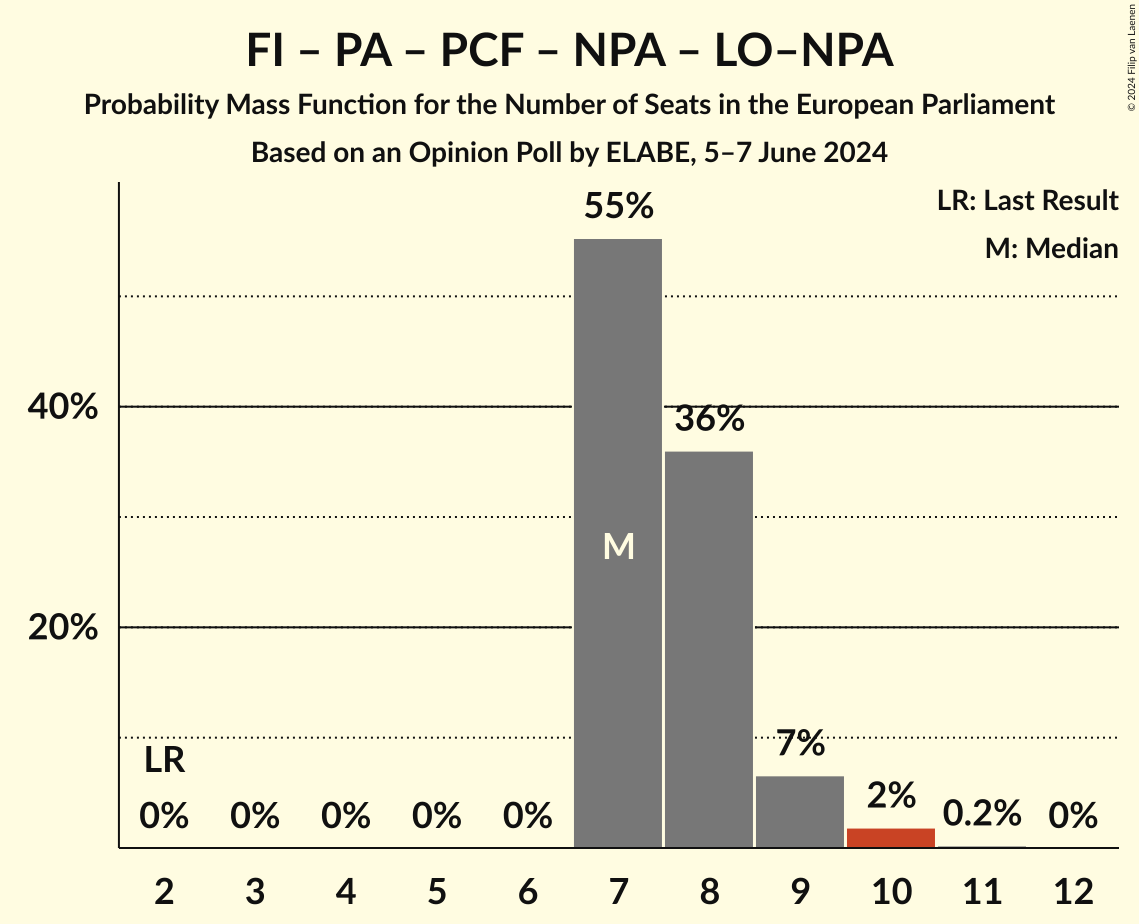 FI – PA – PCF – NPA – LO–NPA
Probability Mass Function for the Number of Seats in the European Parliament
Based on an Opinion Poll by ELABE, 5–7 June 2024
© 2024 Filip van Laenen
LR: Last Result
M: Median
55%
40%
36%
M
20%
LR
7%
2%
0% 0% 0% 0% 0% 0.2% 0%
2 3 4 5 6 7 8 9 10 11 12